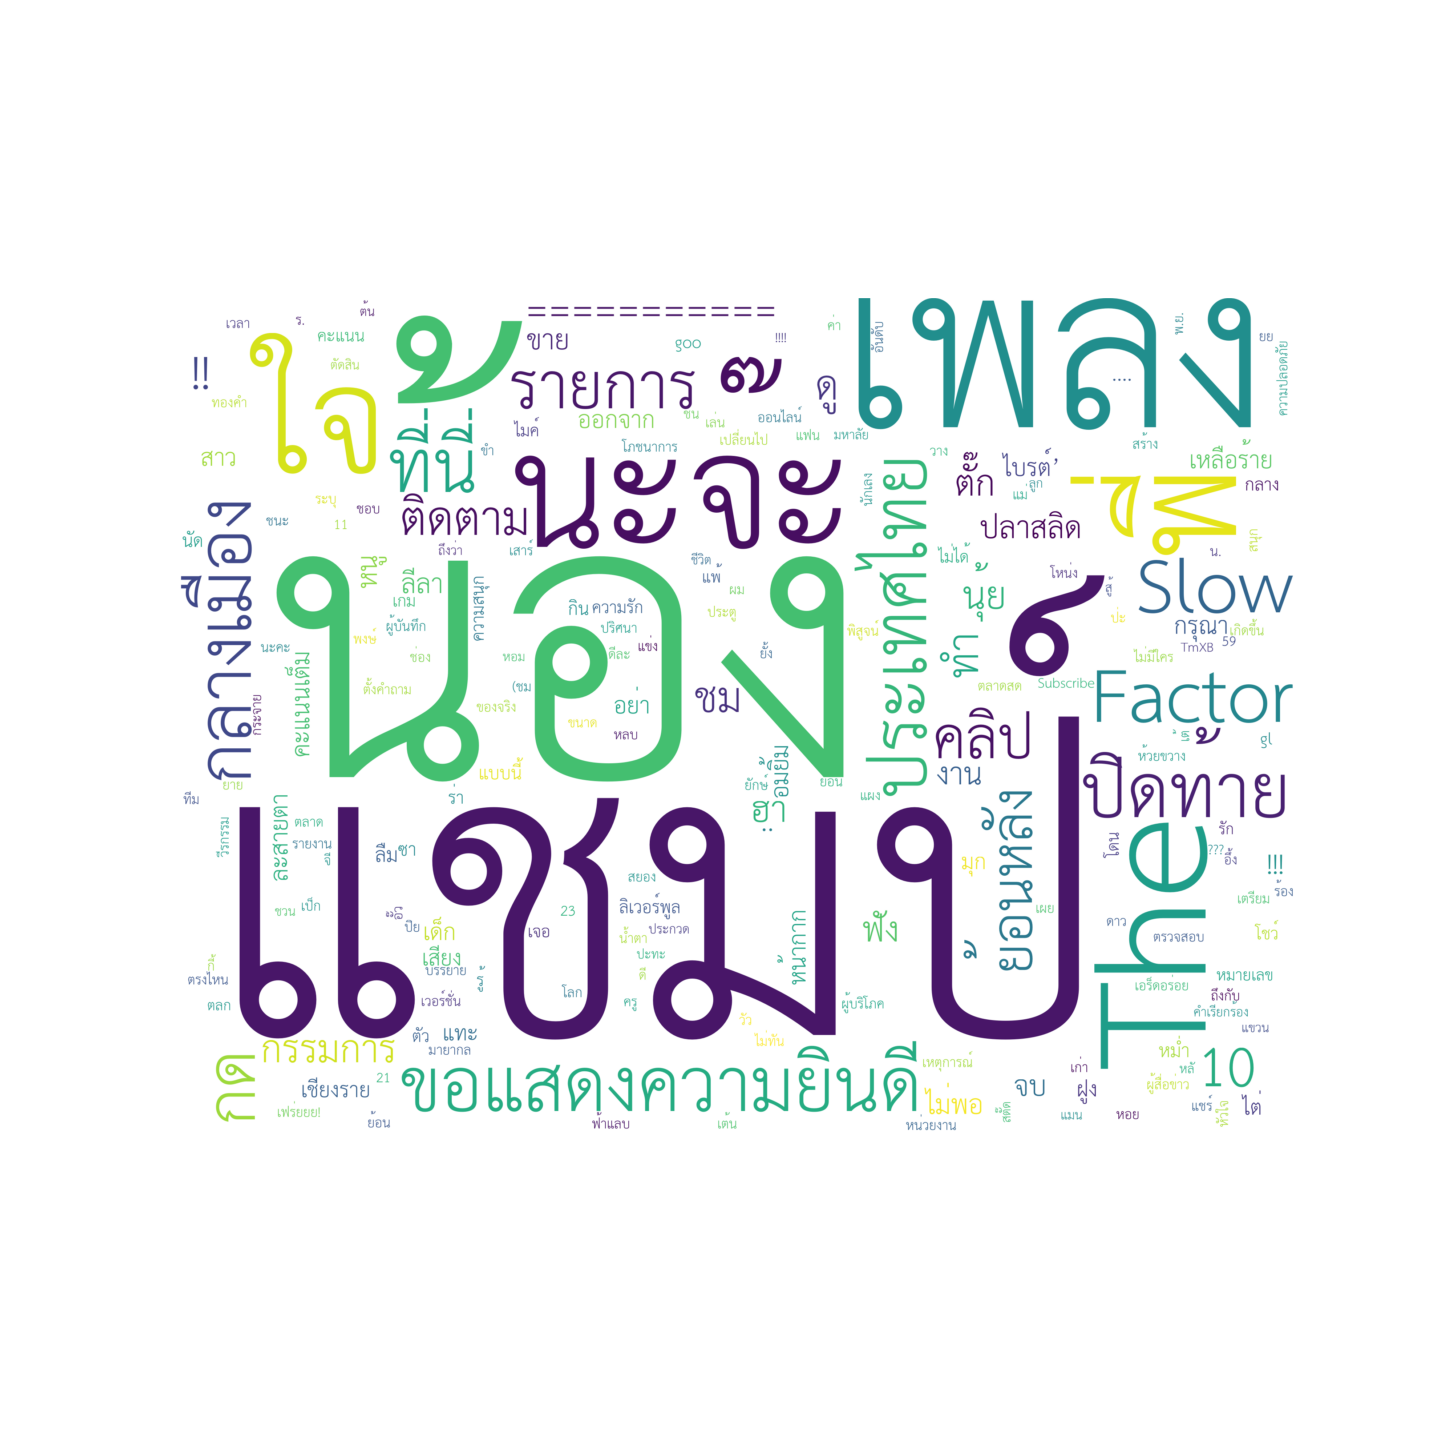 ===========
เพลง
ใจ้
น้อง
แชมป์
นะจะ
พี่
รายการ
ที่นี่
ติดตาม
ขาย
ดู
ออกจาก
goo
!!!!
ค่า
อันดับ
พ.ย.
ยย
ความปลอดภัย
เวลา
ร.
ต้น
คะแนน
ตัดสิน
!!
ทองคำ
สาว
ไมค์
ขำ
ชน
เล่น
ออนไลน์
เปลี่ยนไป
แฟน
มหาลัย
โภชนาการ
....
สร้าง
เหลือร้าย
กลาง
วาง
ตั๊ก
ไบรต์’
แม่
ลูก
ปลาสลิด
น.
สนุก
นักเลง
ประเทศไทย
กลางเมือง
ระบุ
ชอบ
ชนะ
11
นัด
ถึงว่า
เสาร์
ชีวิต
แพ้
ผม
ไม่ได้
โหน่ง
Slow
หนู
ลีลา
เกม
ผู้บันทึก
ความสนุก
กิน
ความรัก
ปริศนา
ประตู
พิสูจน์
นุ้ย
ทำ
ปะ
กรุณา
เกิดขึ้น
TmXB
59
นะคะ
พงษ์
ช่อง
หอม
ดีละ
แข่ง
ยั้ง
ไม่มีใคร
คะแนนเต็ม
ตั้งคำถาม
(ชม
ของจริง
อย่า
ชม
ตลาดสด
Subscribe
Factor
กระจาย
ขนาด
หลบ
คลิป
gl
ห้วยขวาง
แบบนี้
อมยิ้ม
ยักษ์
ย้อน
งาน
ปิดท้าย
ยาย
ทีม
ร่า
ฮา
แผง
ย้อนหลัง
The
วีรกรรม
ละสายตา
ตลาด
รายงาน
ลืม
ซา
มุก
โดน
รัก
???
อึ้ง
!!!
สยอง
ชวน
เป็ก
ปุ๊ย
เด็ก
เจอ
23
ลิเวอร์พูล
หน้ากาก
ฟัง
เผย
ดาว
เตรียม
ร้อง
น้ำตา
ประกวด
ตรวจสอบ
โชว์
เสียง
บรรยาย
ปะทะ
ดี
ตรงไหน
ตลก
เวอร์ชั่น
โลก
ครู
ผู้บริโภค
เอร็ดอร่อย
หมายเลข
ถึงกับ
รัว
ไม่ทัน
คำเรียกร้อง
แขวน
กรรมการ
ตัว
แทะ
มายากล
เหตุการณ์
เก่า
หม่ำ
กด
เชียงราย
21
ขอแสดงความยินดี
ไม่พอ
จบ
ฝูง
ผู้สื่อข่าว
10
เฟร่ยยย!
ย้อน
ฟ้าแลบ
เต้น
หน่วยงาน
แมน
หอย
แชร์
หัวใจ
ไต่